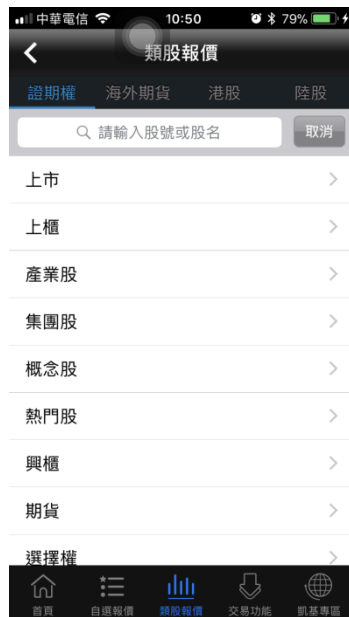 中華電信 10:50 79%
類股報價
證期權 海外期貨 港股 陸股
請輸入股號或股名 取消
上市
上櫃
產業股
集團股
概念股
熱門股
興櫃
期貨
選擇權
首頁 自選報價 類股報價 交易功能 凱基專區